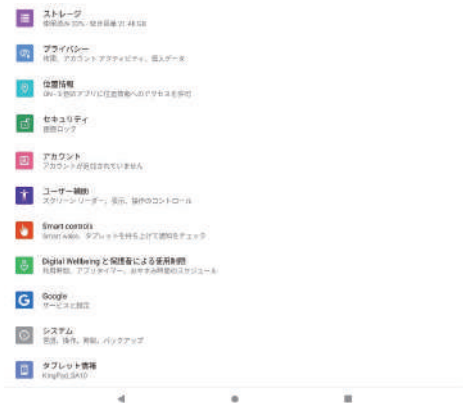 ストレージ
使用済み 33% - 空き容量 21.48 GB
プライバシー
権限、アカウント アクティビティ、個人データ
位置情報
ON - 5 個のアプリに位置情報へのアクセスを許可
セキュリティ
画面ロック
アカウント
アカウントが追加されていません
ユーザー補助
スクリーン リーダー、表示、操作のコントロール
Smart controls
Smart wake、タブレットを持ち上げて通知をチェック
Digital Wellbeing と保護者による使用制限
利用時間、アプリタイマー、おやすみ時間のスケジュール
Google
サービスと設定
システム
言語、操作、時刻、バックアップ
タブレット情報
KingPad_SA10